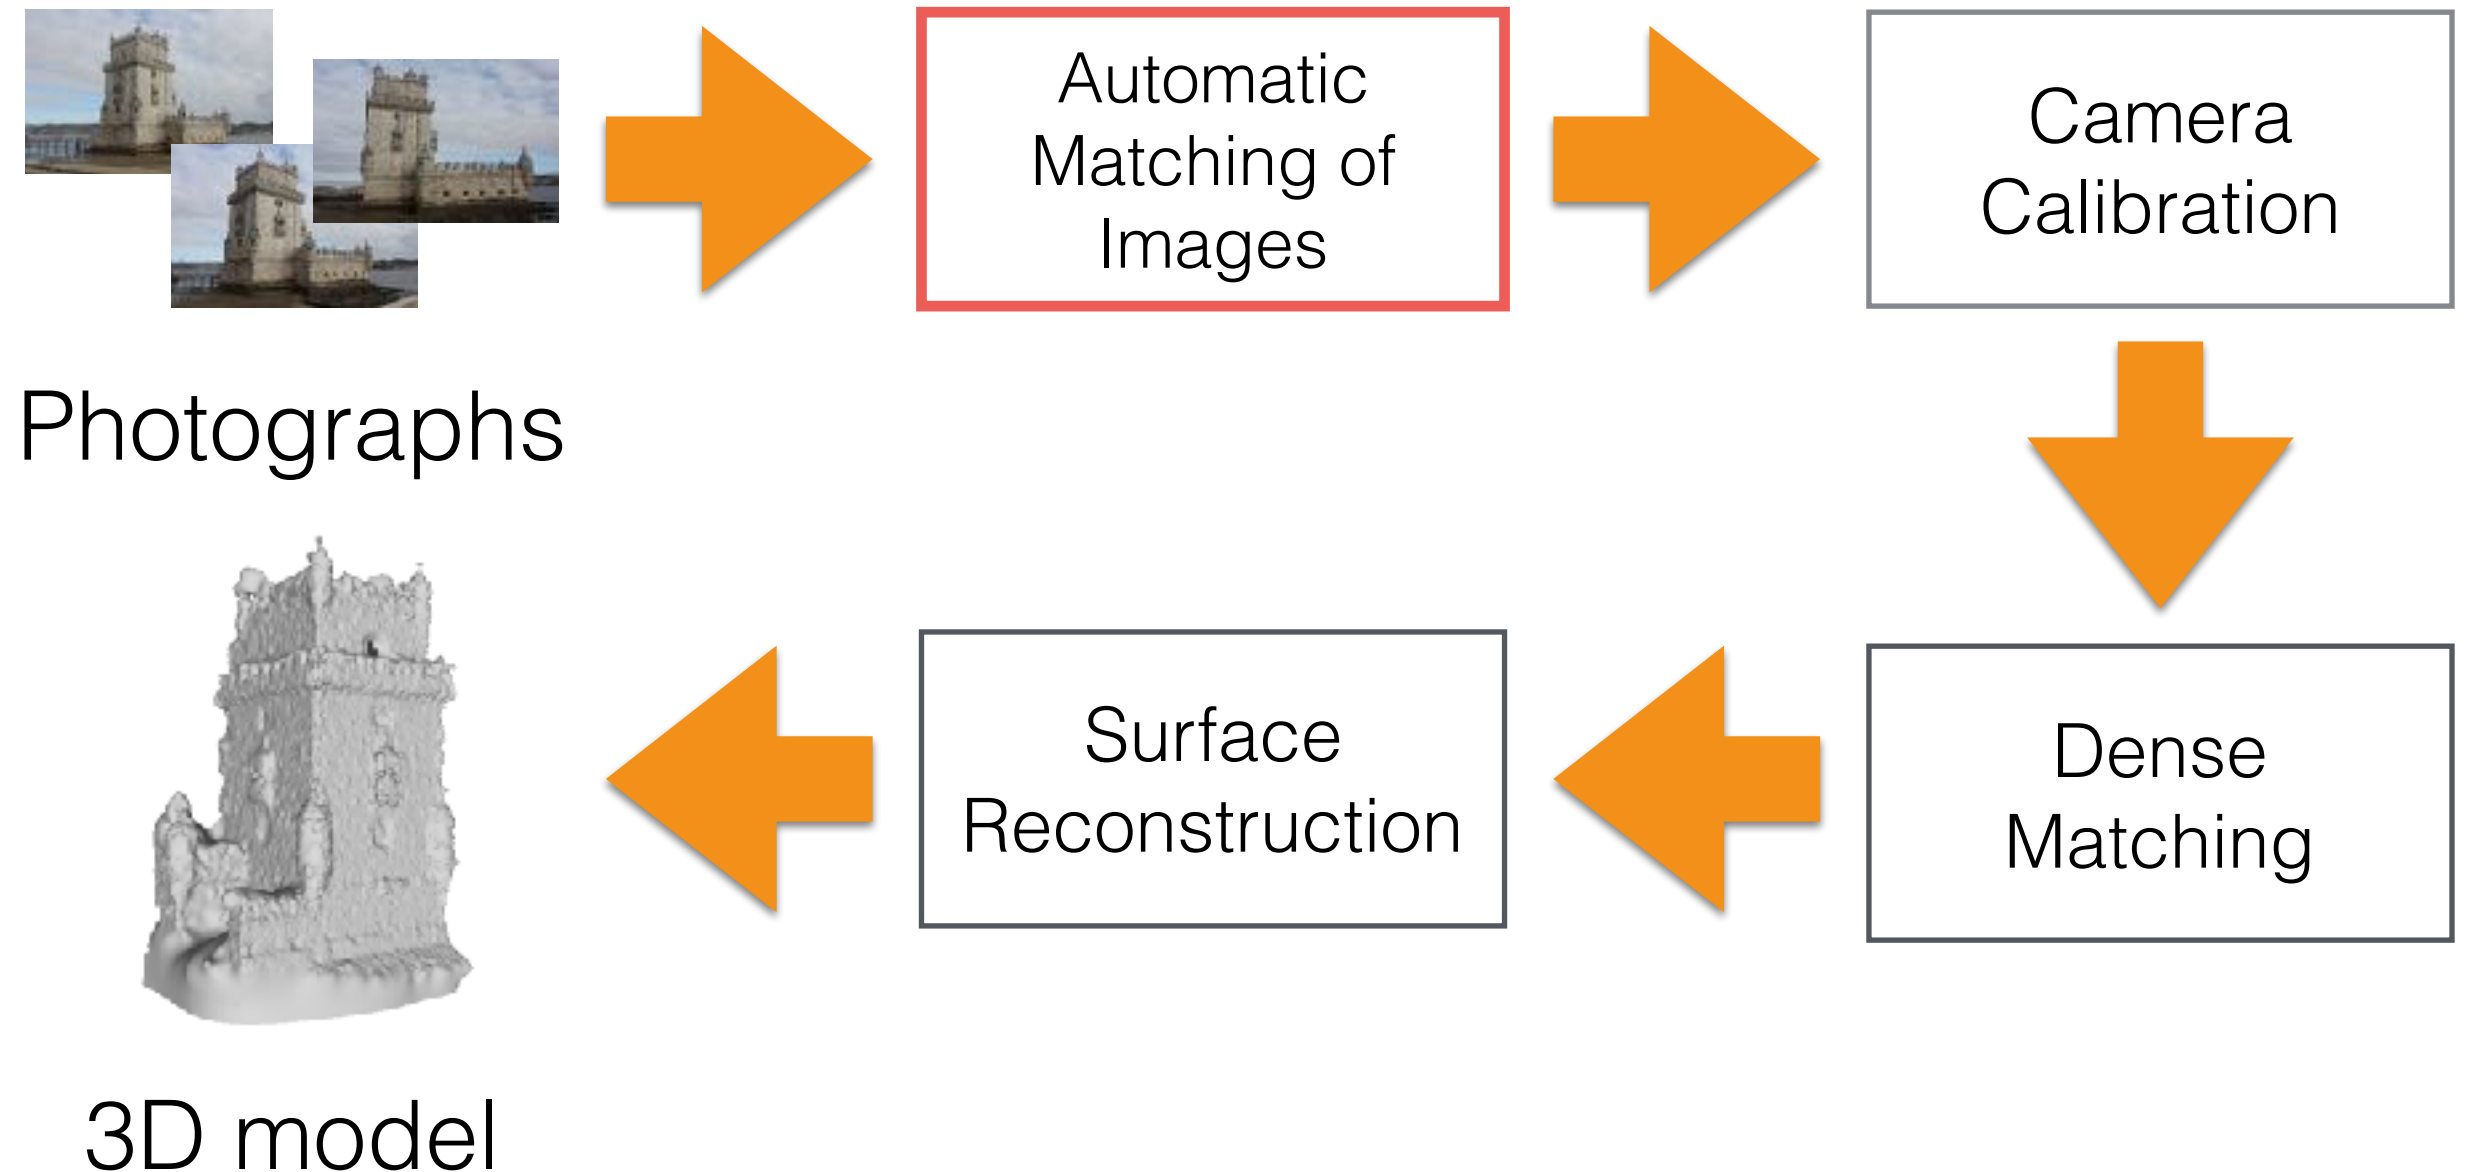 Automatic
Matching of
Images
Camera
Calibration
Photographs
Dense
Matching
Surface
Reconstruction
3D model